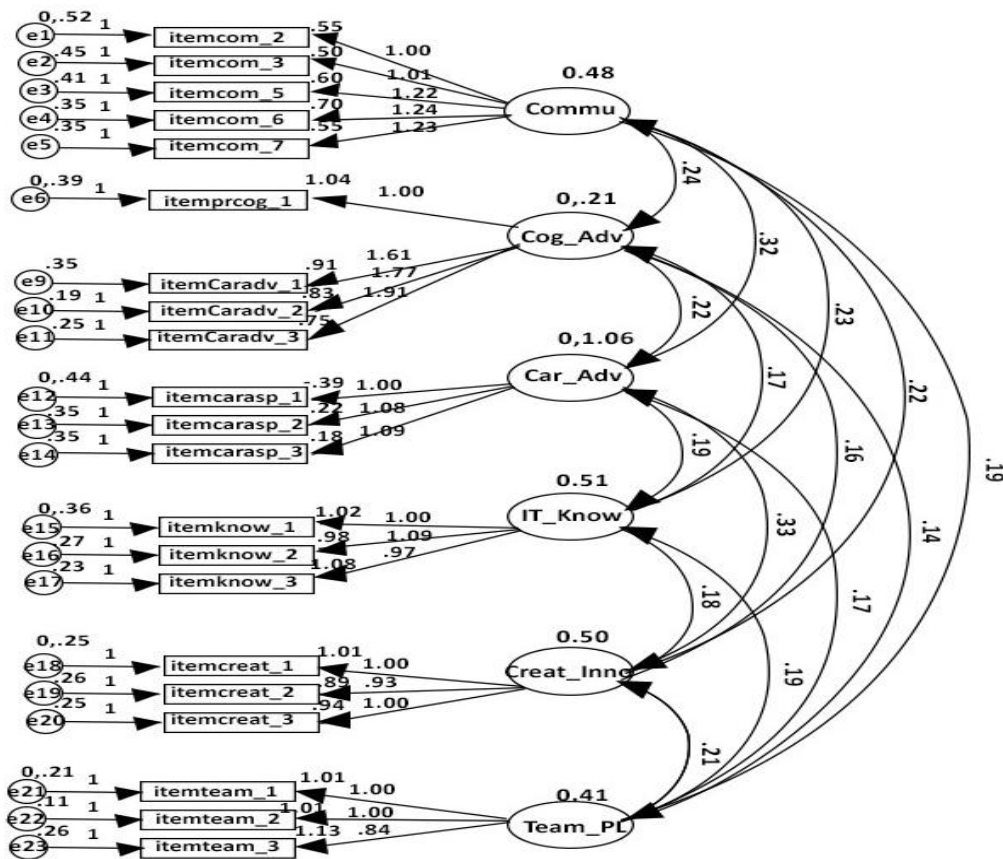 0,.52
e1 1 itemcom_2 .55 1.00
.45
e2 1 itemcom_3 .50 1.01
.41
e3 1 itemcom_5 .60 1.22
.35
e4 1 itemcom_6 .70 1.24
.35
e5 1 itemcom_7 .55 1.23
0.48
Commu
0,.39
e6 1 itemprcog_1 1.04 1.00
0,.21
Cog_Adv
.35
e9 itemCaradv_1 .91 1.61
.19
e10 1 itemCaradv_2 .83 1.77
.25
e11 1 itemCaradv_3 .75 1.91
0,1.06
Car_Adv
0,.44
e12 1 itemcarasp_1 -.39 1.00
.35
e13 1 itemcarasp_2 .22 1.08
.35
e14 1 itemcarasp_3 .18 1.09
0.51
IT_Know
0,.36
e15 1 itemknow_1 1.02 1.00
.27
e16 1 itemknow_2 .98 1.09
.23
e17 1 itemknow_3 1.08 .97
0.50
Creat_Inno
0,.25
e18 1 itemcreat_1 1.01 1.00
.26
e19 1 itemcreat_2 .89 .93
.25
e20 1 itemcreat_3 .94 1.00
0.41
Team_PL
0,.21
e21 1 itemteam_1 1.01 1.00
.11
e22 1 itemteam_2 1.01 1.00
.26
e23 1 itemteam_3 1.13 .84
.24
.32
.23
.22
.19
.22
.17
.16
.14
.19
.33
.17
.18
.19
.21